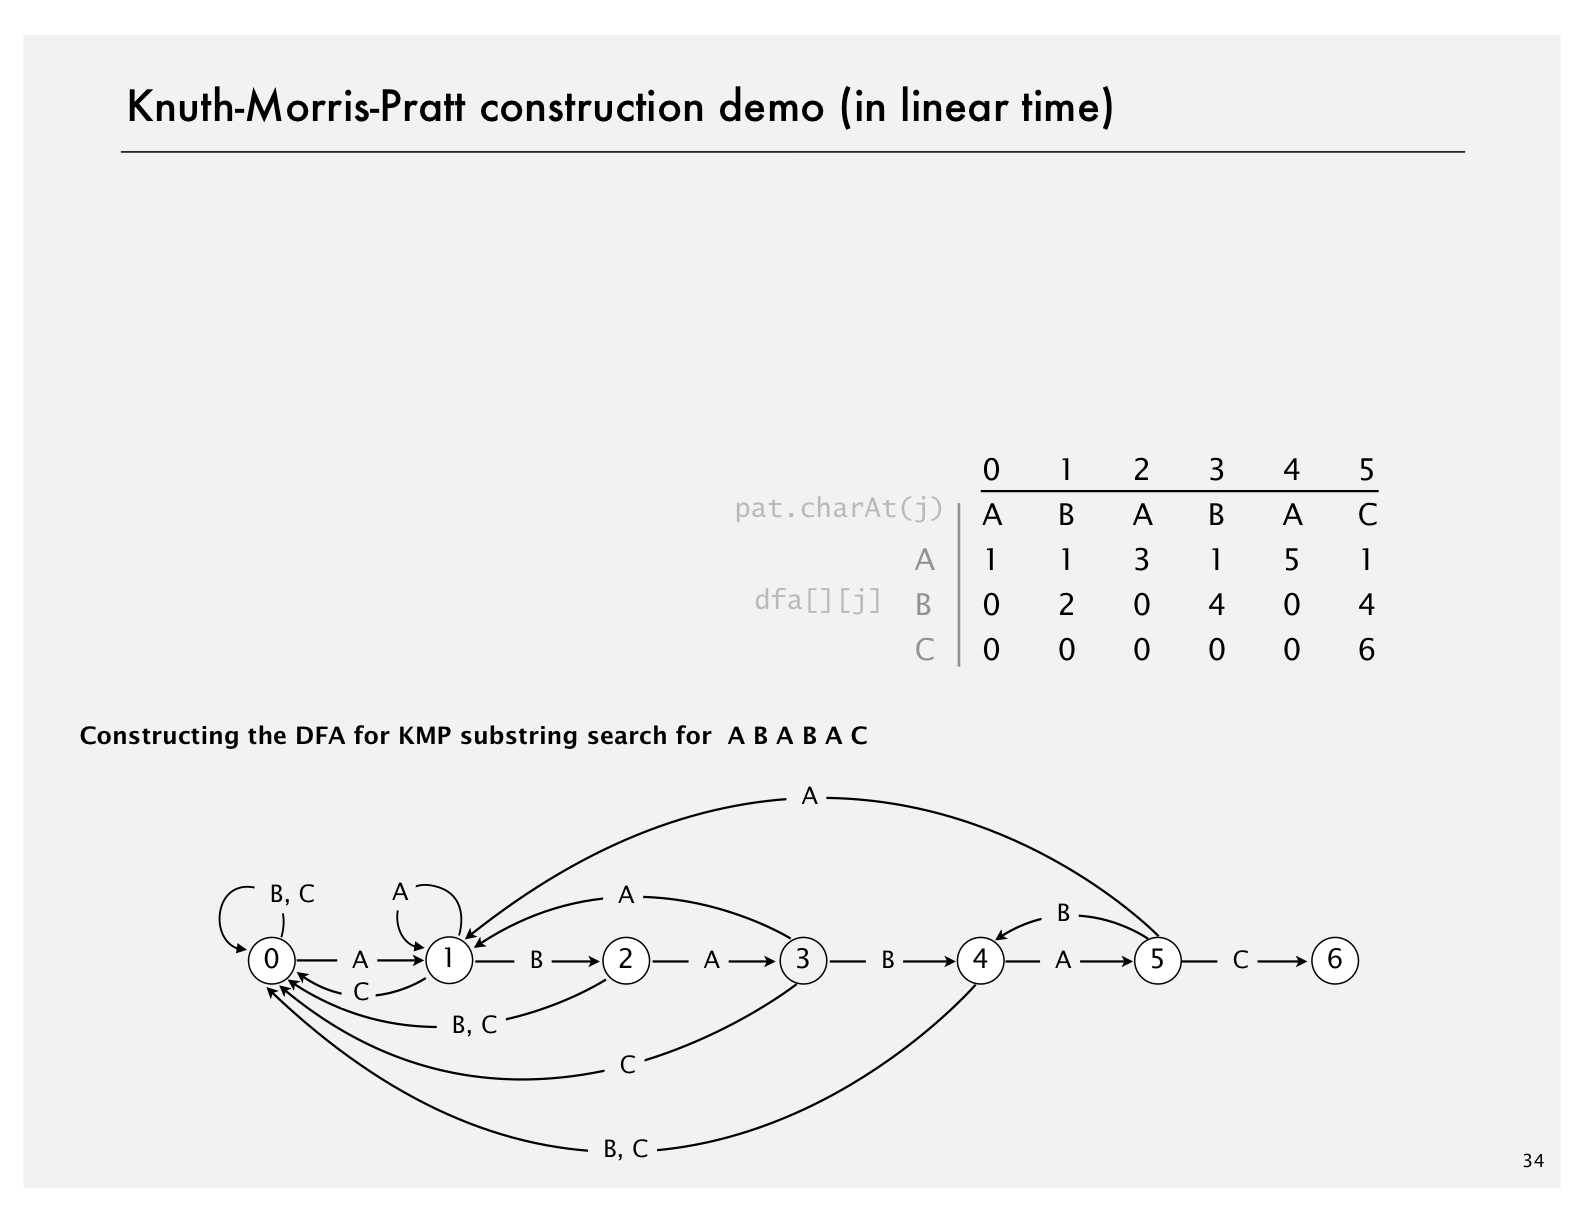 Knuth-Morris-Pratt construction demo (in linear time)
0 1 2 3 4 5
pat.charAt(j) A B A B A C
A 1 1 3 1 5 1
dfa[][j] B 0 2 0 4 0 4
C 0 0 0 0 0 6
Constructing the DFA for KMP substring search for A B A B A C
A
B, C A A B
0 A 1 B 2 A 3 B 4 A 5 C 6
C
B, C
C
B, C
34